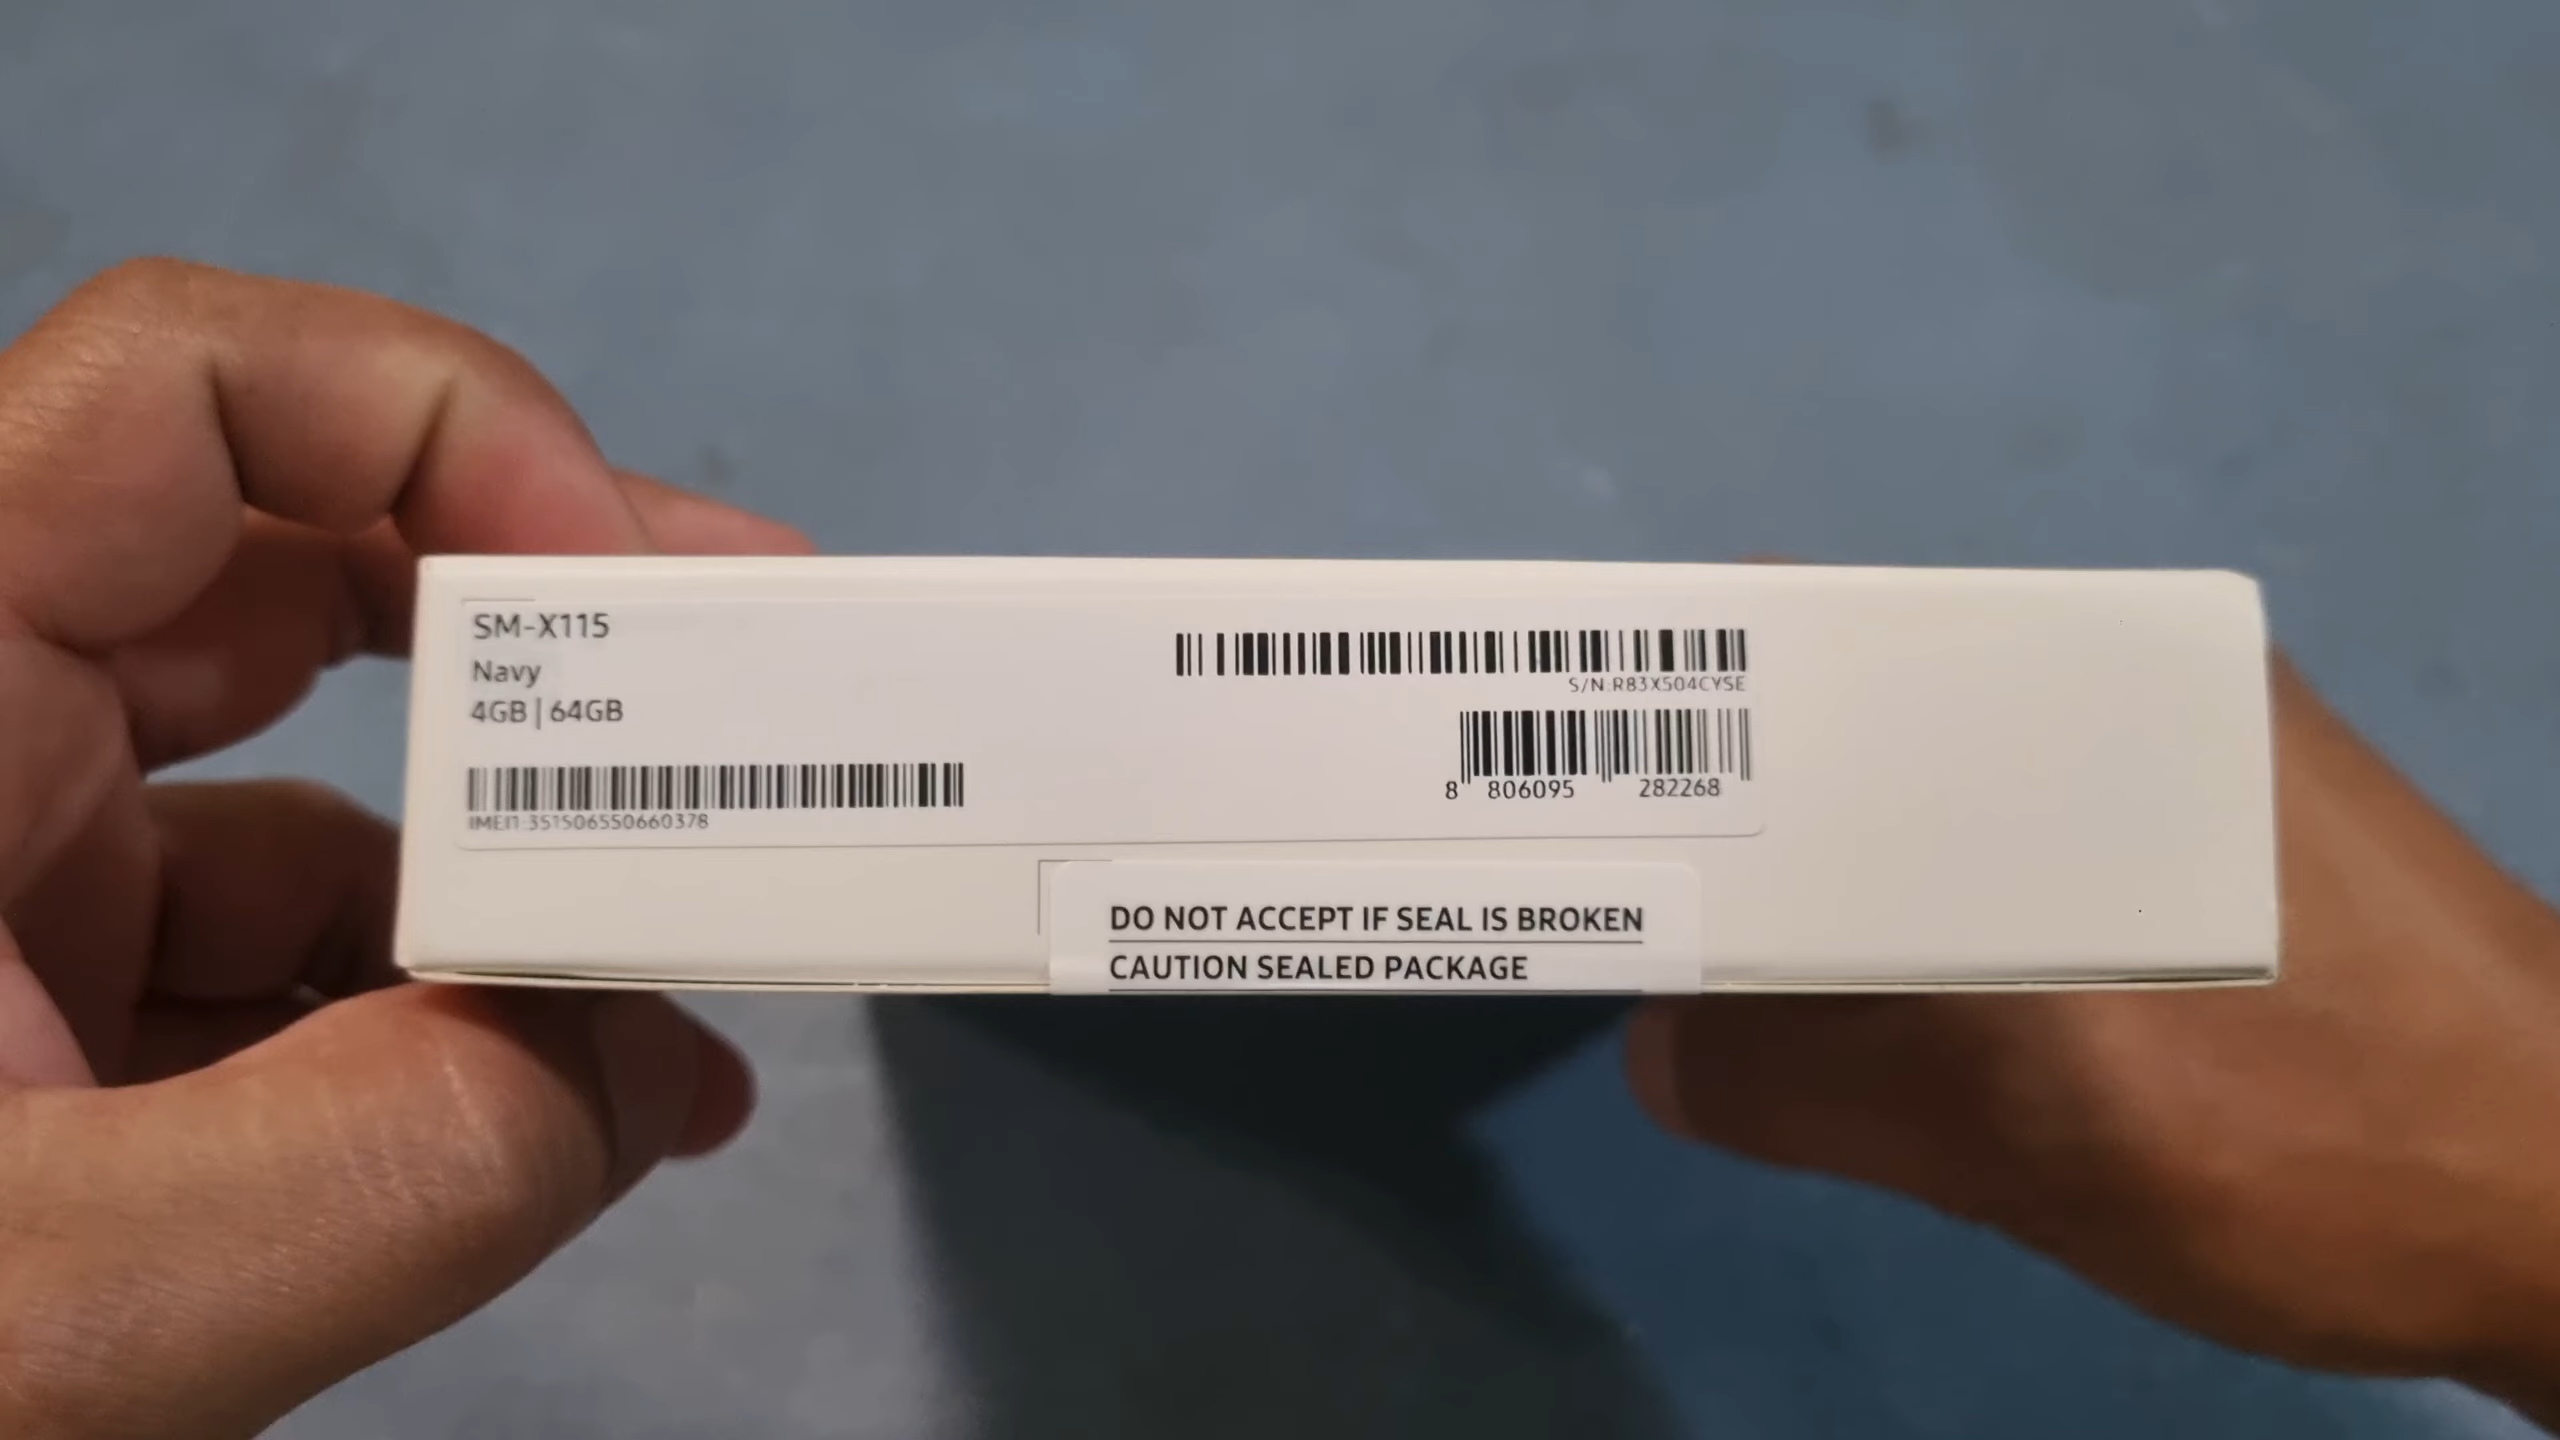 SM-X115
Navy
4GB | 64GB
IMEI1:351506550660378
S/N:R83X504CYSE
8 806095 282268
DO NOT ACCEPT IF SEAL IS BROKEN
CAUTION SEALED PACKAGE